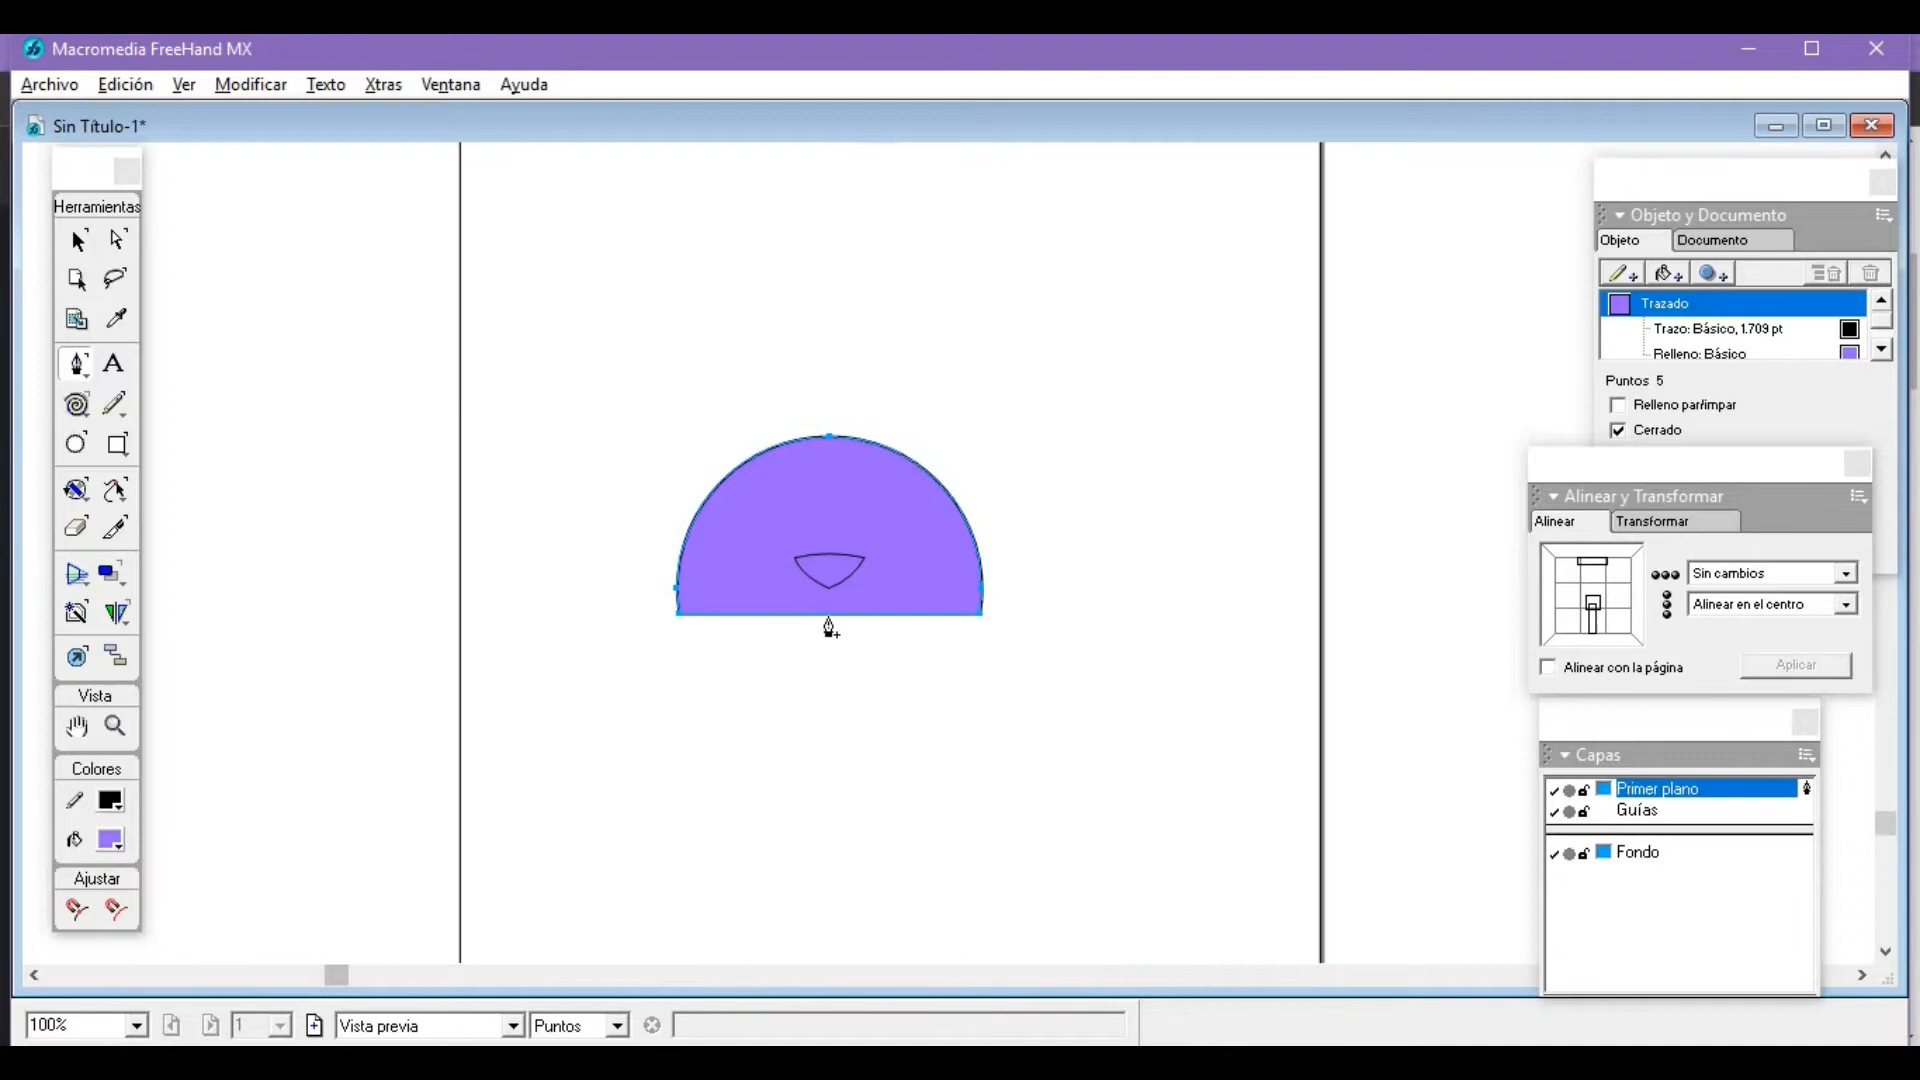 Macromedia FreeHand MX
Archivo Edición Ver Modificar Texto Xtras Ventana Ayuda
Sin Título-1*
Herramientas
A
Vista
Colores
Ajustar
Objeto y Documento
Objeto Documento
Trazado
Trazo: Básico, 1.709 pt
Relleno: Básico
Puntos 5
Relleno par/impar
Cerrado
Alinear y Transformar
Alinear Transformar
Sin cambios
Alinear en el centro
Alinear con la página Aplicar
Capas
Primer plano
Guías
Fondo
100% 1 Vista previa Puntos